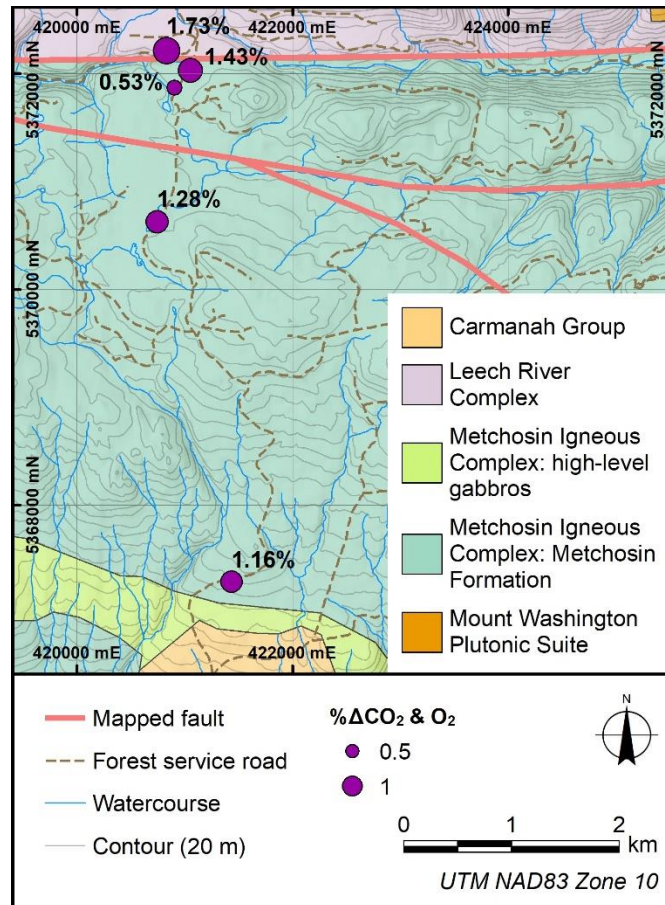 420000 mE
422000 mE
424000 mE
1.73%
1.43%
0.53%
5372000 mN
5372000 mN
1.28%
5370000 mN
Carmanah Group
Leech River
Complex
Metchosin Igneous
Complex: high-level
gabbros
5368000 mN
Metchosin Igneous
Complex: Metchosin
Formation
1.16%
Mount Washington
Plutonic Suite
420000 mE
422000 mE
Mapped fault
Forest service road
Watercourse
Contour (20 m)
%ΔCO₂ & O₂
0.5
1
N
0 1 2
km
UTM NAD83 Zone 10